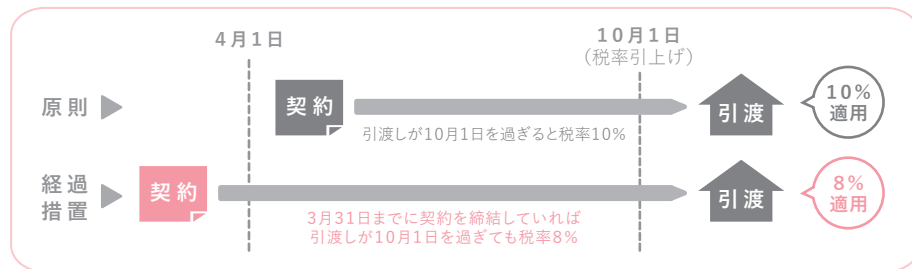 4月1日
10月1日
(税率引上げ)
原則
契約
引渡
10%
適用
引渡しが10月1日を過ぎると税率10%
経過
措置
契約
引渡
8%
適用
3月31日までに契約を締結していれば
引渡しが10月1日を過ぎても税率8%